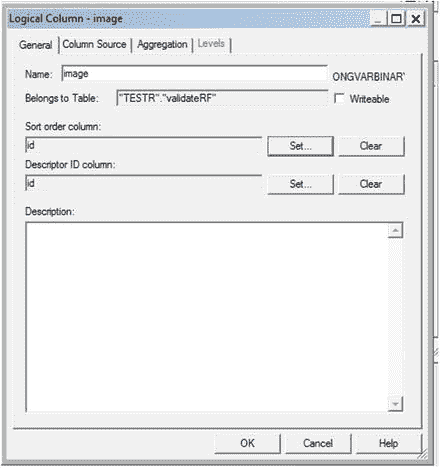 Logical Column - image
General Column Source Aggregation Levels
Name: image ONGVARBINAR'
Belongs to Table: "TESTR"."validateRF" Writeable
Sort order column:
id Set... Clear
Descriptor ID column:
id Set... Clear
Description:
OK Cancel Help